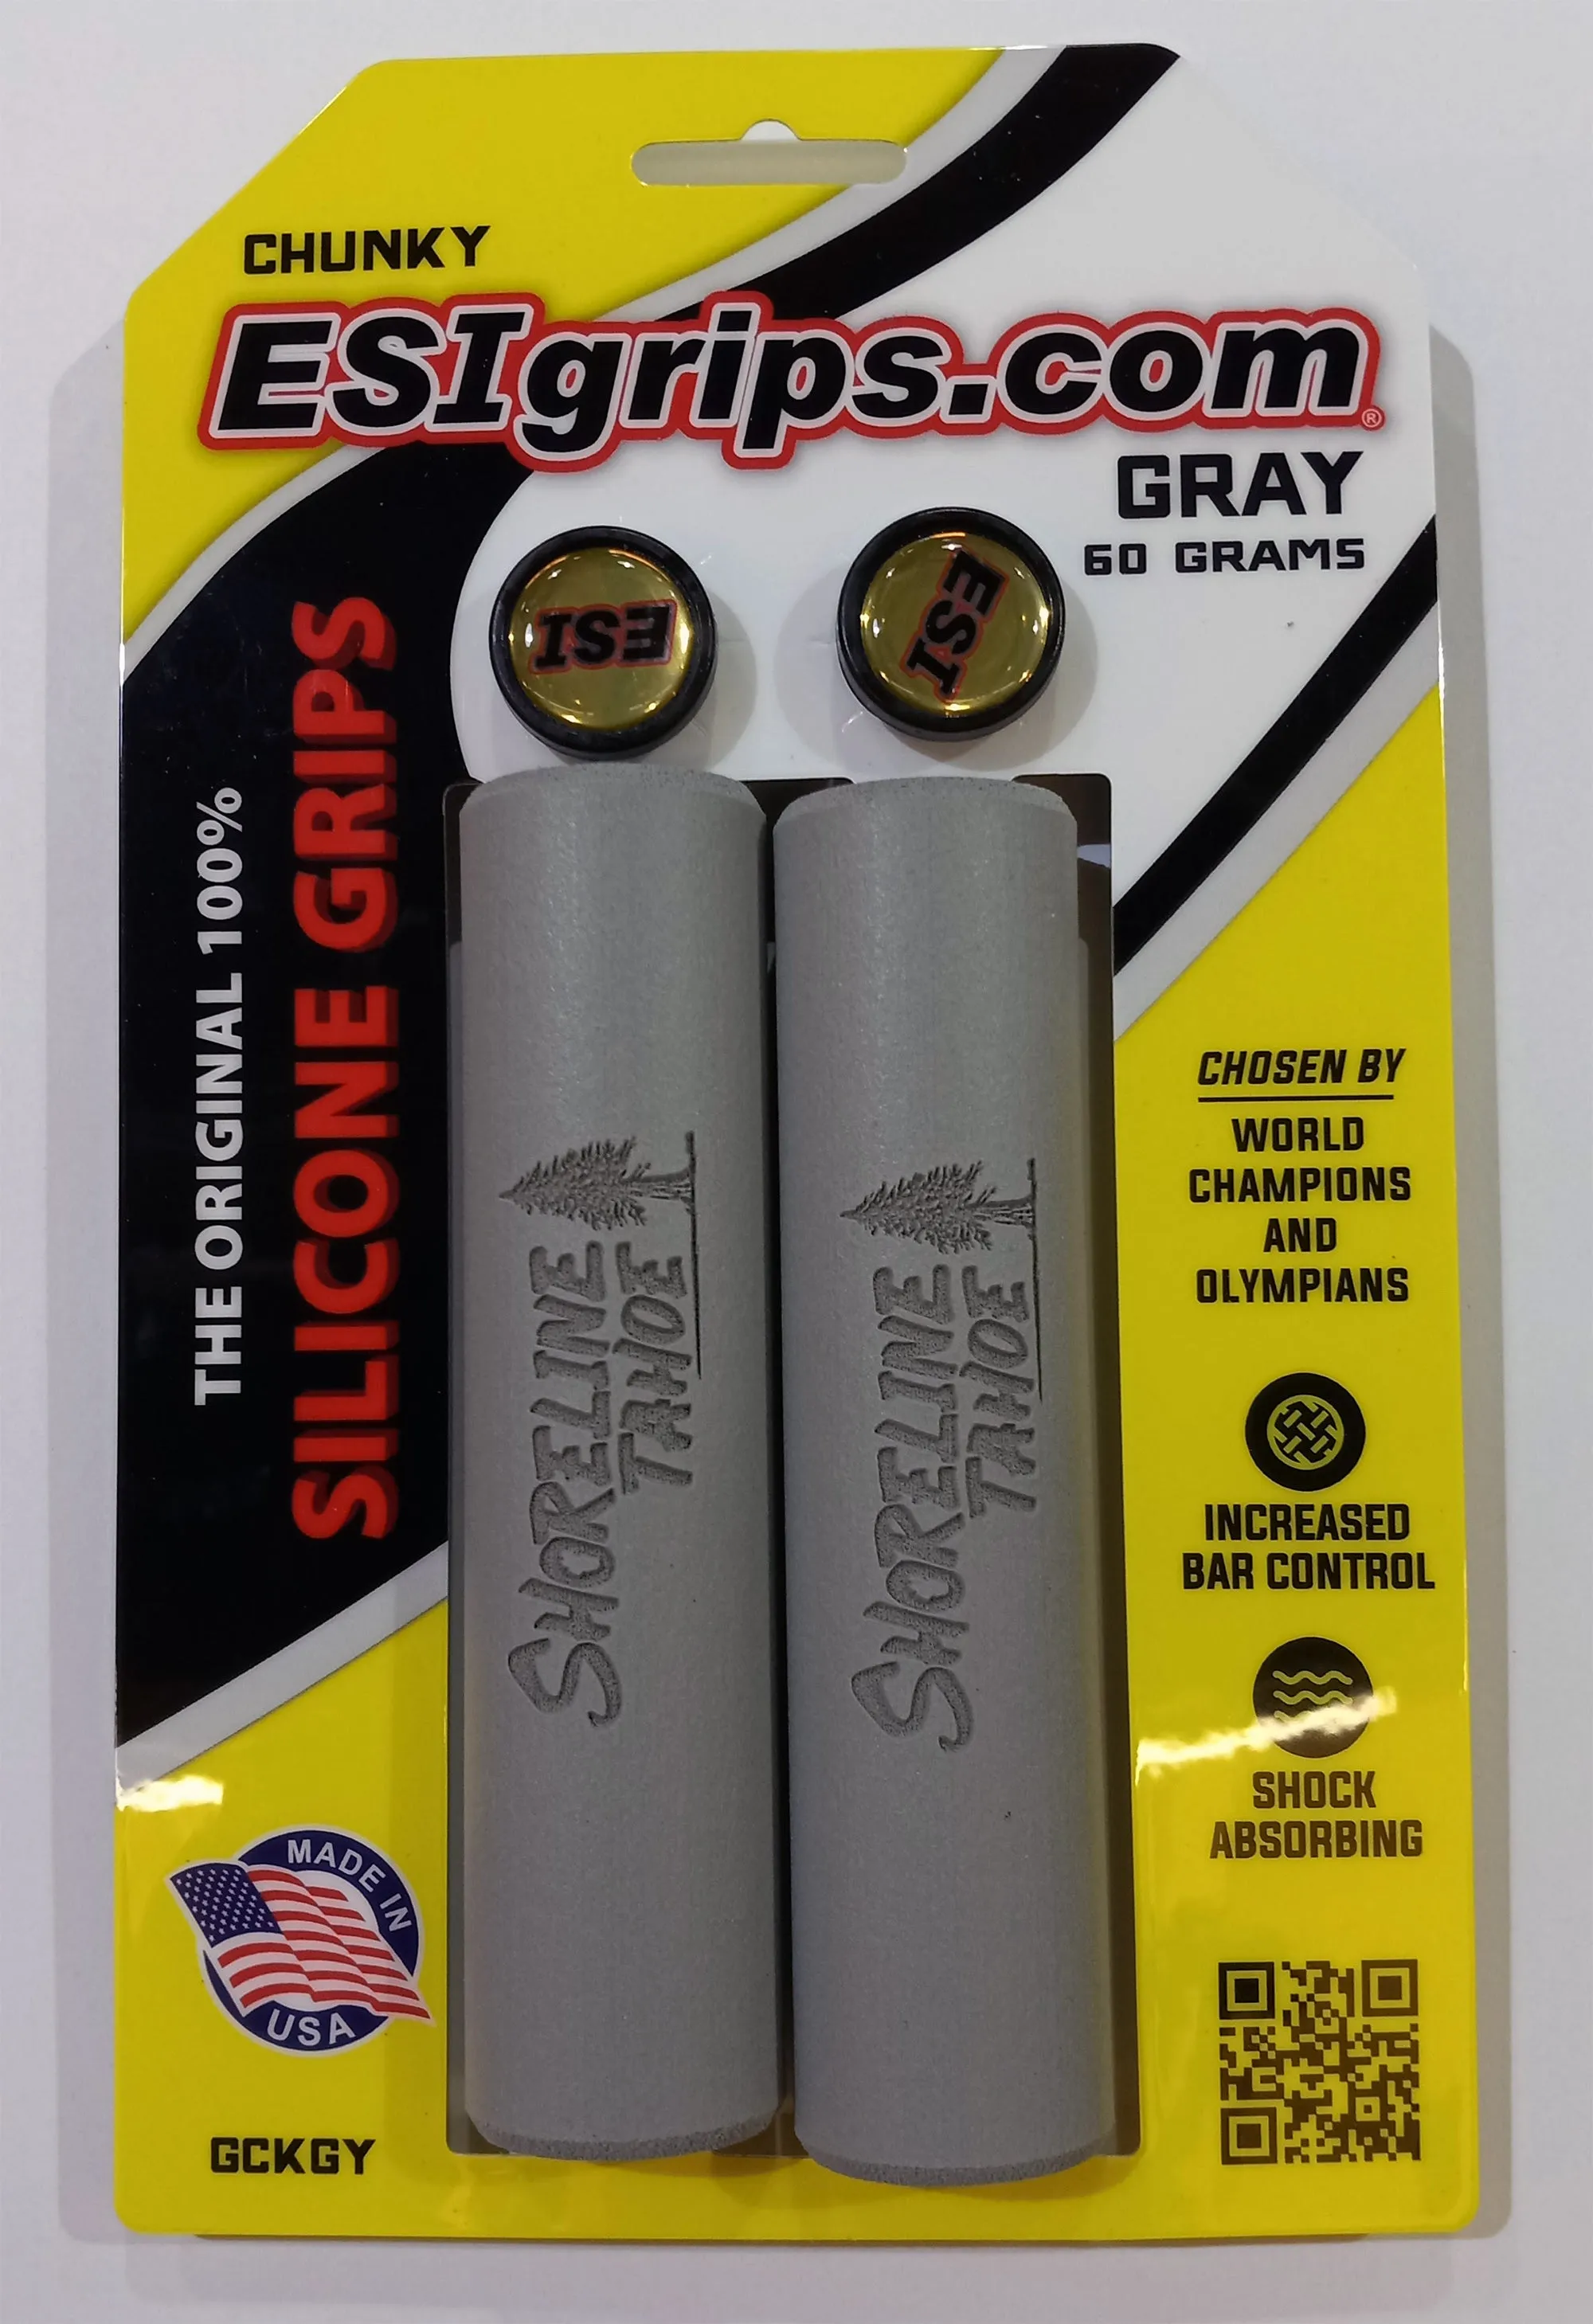 CHUNKY
ESIgrips.com®
GRAY
60 GRAMS
ESI
ESI
THE ORIGINAL 100%
SILICONE GRIPS
SHORELINE
TAHOE
SHORELINE
TAHOE
CHOSEN BY
WORLD
CHAMPIONS
AND
OLYMPIANS
INCREASED
BAR CONTROL
SHOCK
ABSORBING
MADE IN
USA
GCKGY